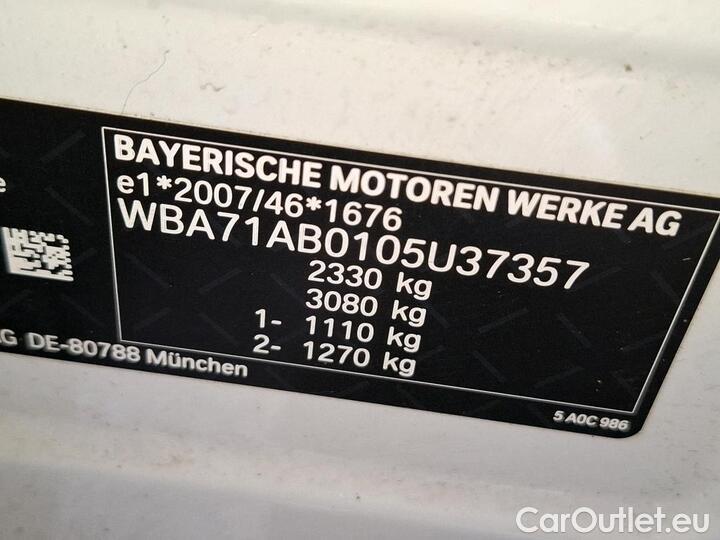 BAYERISCHE MOTOREN WERKE AG
e1*2007/46*1676
WBA71AB0105U37357
2330 kg
3080 kg
1- 1110 kg
2- 1270 kg
DE-80788 München
5 A0C 986
CarOutlet.eu